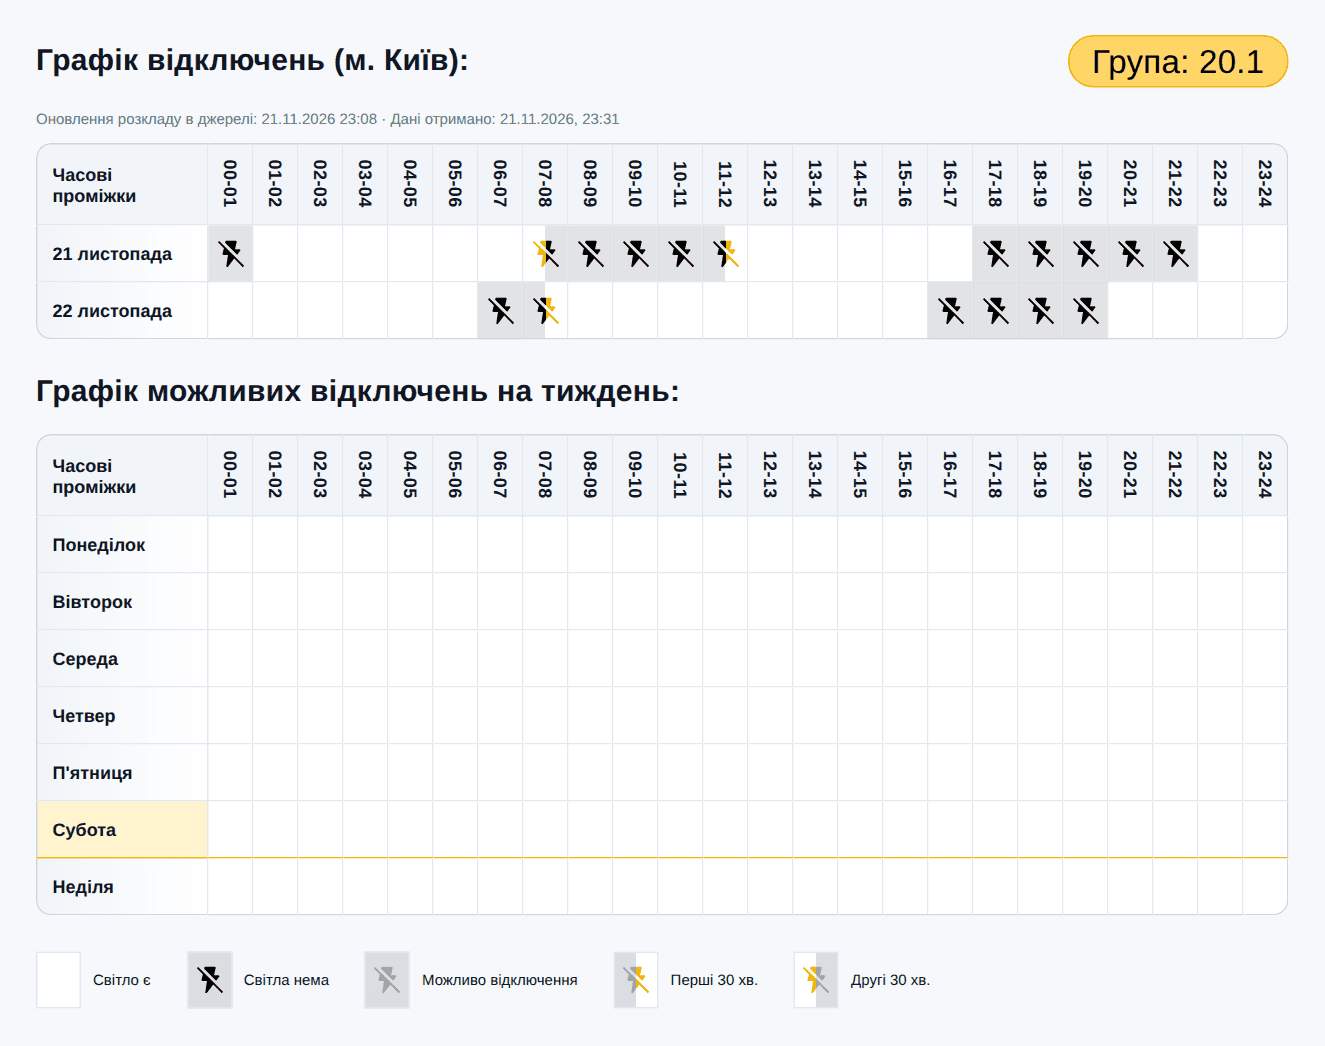 Графік відключень (м. Київ):
Група: 20.1
Оновлення розкладу в джерелі: 21.11.2026 23:08 · Дані отримано: 21.11.2026, 23:31
Часові проміжки 00-01 01-02 02-03 03-04 04-05 05-06 06-07 07-08 08-09 09-10 10-11 11-12 12-13 13-14 14-15 15-16 16-17 17-18 18-19 19-20 20-21 21-22 22-23 23-24
21 листопада
22 листопада
Графік можливих відключень на тиждень:
Часові проміжки 00-01 01-02 02-03 03-04 04-05 05-06 06-07 07-08 08-09 09-10 10-11 11-12 12-13 13-14 14-15 15-16 16-17 17-18 18-19 19-20 20-21 21-22 22-23 23-24
Понеділок
Вівторок
Середа
Четвер
П'ятниця
Субота
Неділя
Світло є Світла нема Можливо відключення Перші 30 хв. Другі 30 хв.